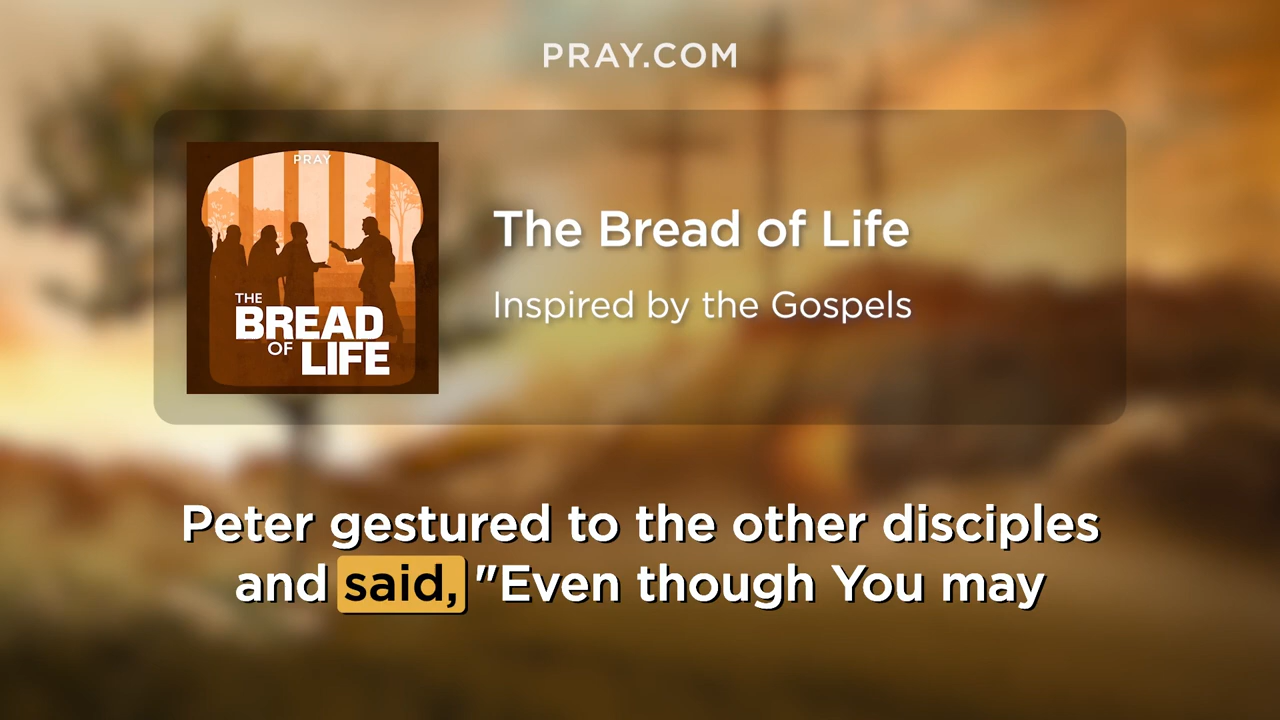 PRAY.COM
PRAY
THE
BREAD
OF LIFE
The Bread of Life
Inspired by the Gospels
Peter gestured to the other disciples
and said, "Even though You may